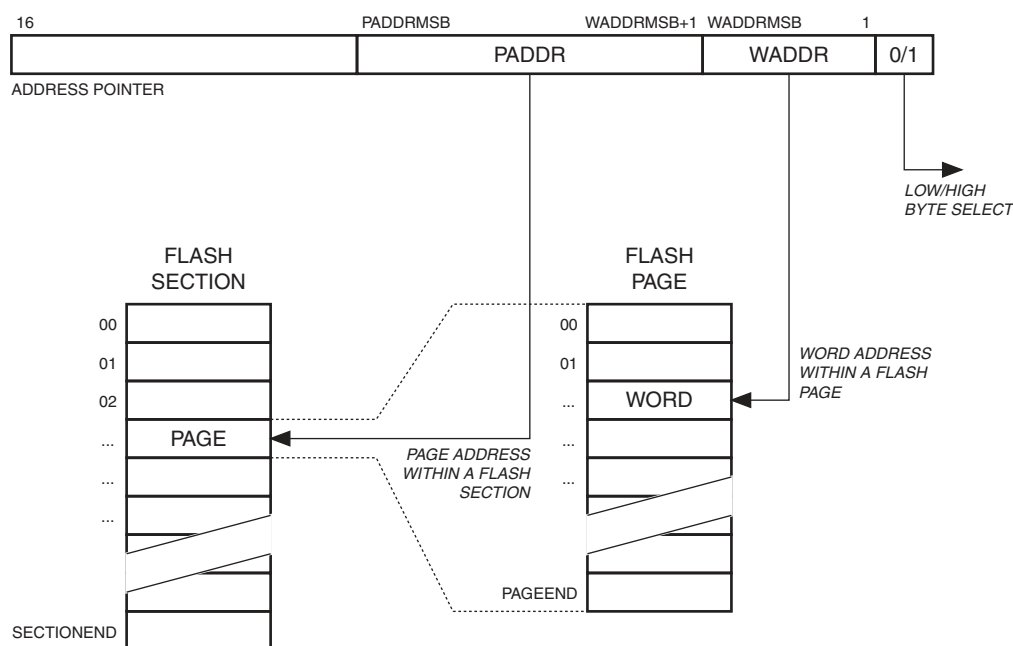 16 PADDRMSB WADDRMSB+1 WADDRMSB 1
PADDR WADDR 0/1
ADDRESS POINTER
LOW/HIGH
BYTE SELECT
FLASH
SECTION
FLASH
PAGE
00
01
02
...
PAGE
...
...
SECTIONEND
00
01
...
WORD
...
...
PAGEEND
WORD ADDRESS
WITHIN A FLASH
PAGE
PAGE ADDRESS
WITHIN A FLASH
SECTION